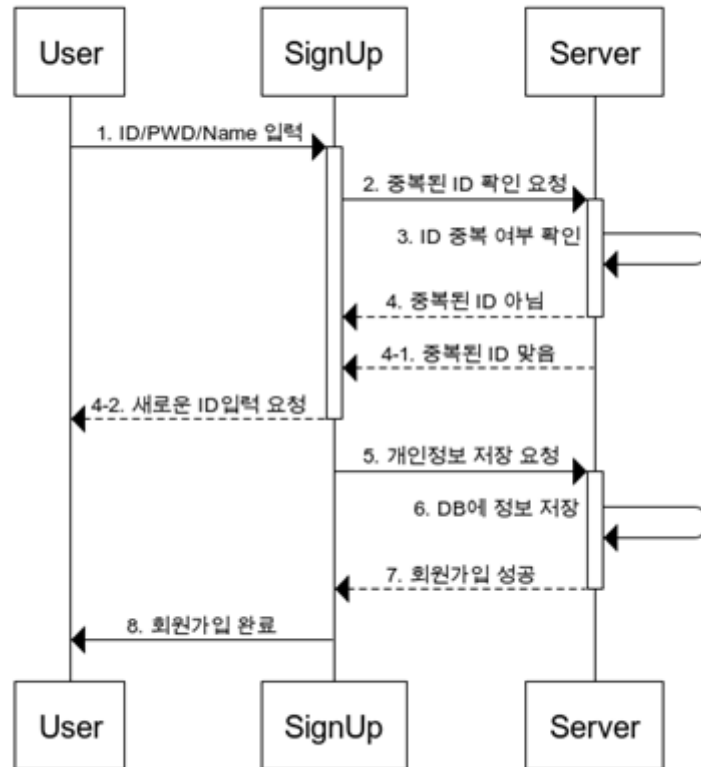 User
SignUp
Server
1. ID/PWD/Name 입력
2. 중복된 ID 확인 요청
3. ID 중복 여부 확인
4. 중복된 ID 아님
4-1. 중복된 ID 맞음
4-2. 새로운 ID입력 요청
5. 개인정보 저장 요청
6. DB에 정보 저장
7. 회원가입 성공
8. 회원가입 완료
User
SignUp
Server